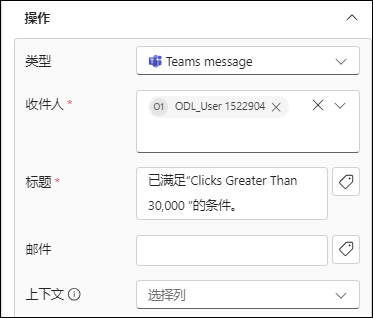 操作
类型
Teams message
收件人 *
O1 ODL_User 1522904
标题 *
已满足“Clicks Greater Than
30,000 ”的条件。
邮件
上下文
选择列